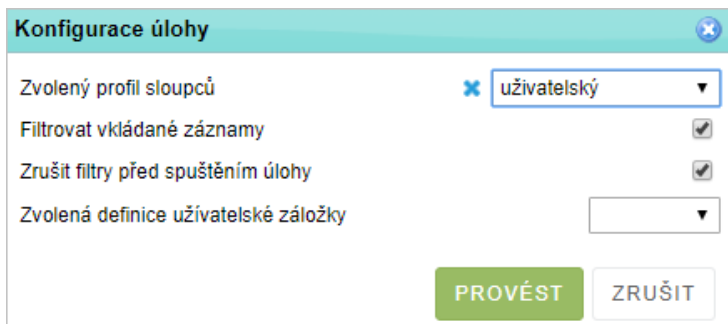 Konfigurace úlohy
Zvolený profil sloupců uživatelský
Filtrovat vkládané záznamy
Zrušit filtry před spuštěním úlohy
Zvolená definice užívatelské záložky
PROVÉST ZRUŠIT